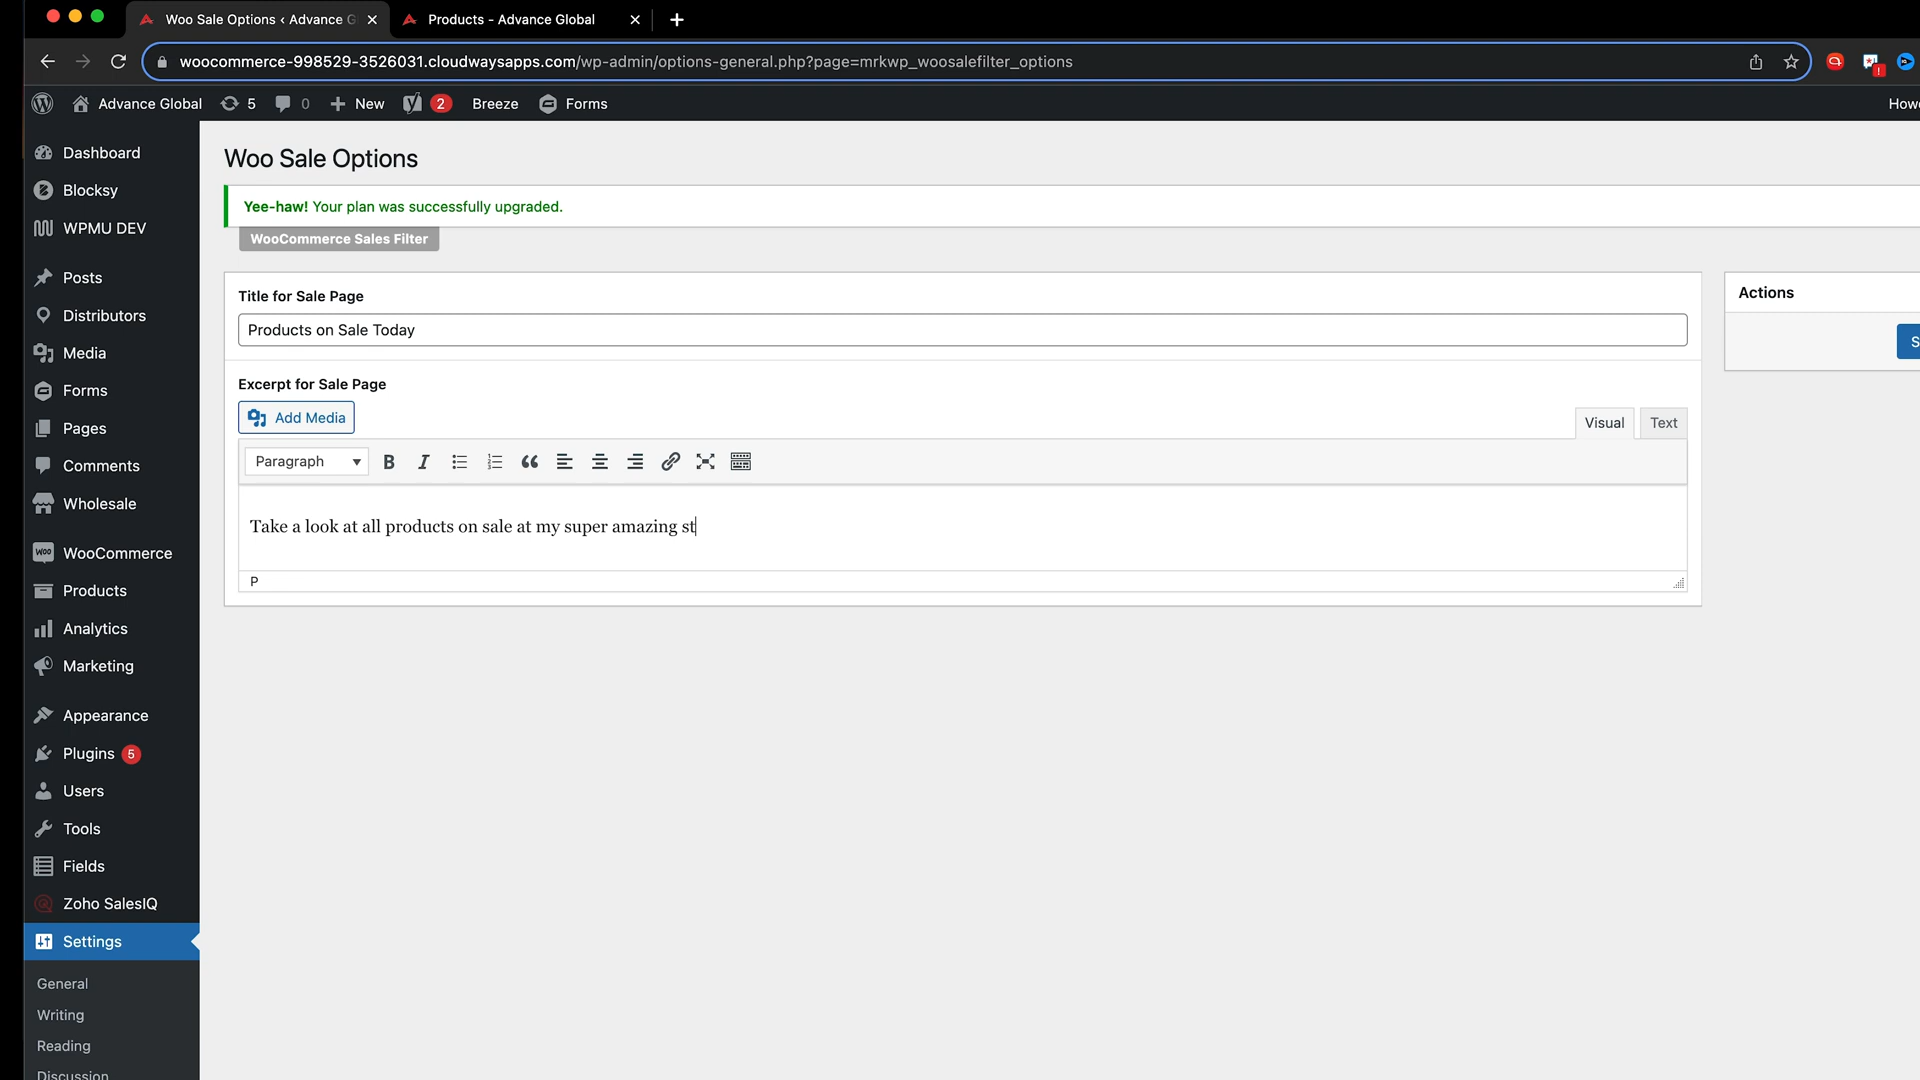 Woo Sale Options ‹ Advance G
Products - Advance Global
woocommerce-998529-3526031.cloudwaysapps.com/wp-admin/options-general.php?page=mrkwp_woosalefilter_options
Advance Global 5 0 New 2 Breeze Forms How
Dashboard
Blocksy
WPMU DEV
Posts
Distributors
Media
Forms
Pages
Comments
Wholesale
WooCommerce
Products
Analytics
Marketing
Appearance
Plugins 5
Users
Tools
Fields
Zoho SalesIQ
Settings
General
Writing
Reading
Discussion
Woo Sale Options
Yee-haw! Your plan was successfully upgraded.
WooCommerce Sales Filter
Title for Sale Page
Products on Sale Today
Excerpt for Sale Page
Add Media
Visual Text
Paragraph
Take a look at all products on sale at my super amazing st
P
Actions
S